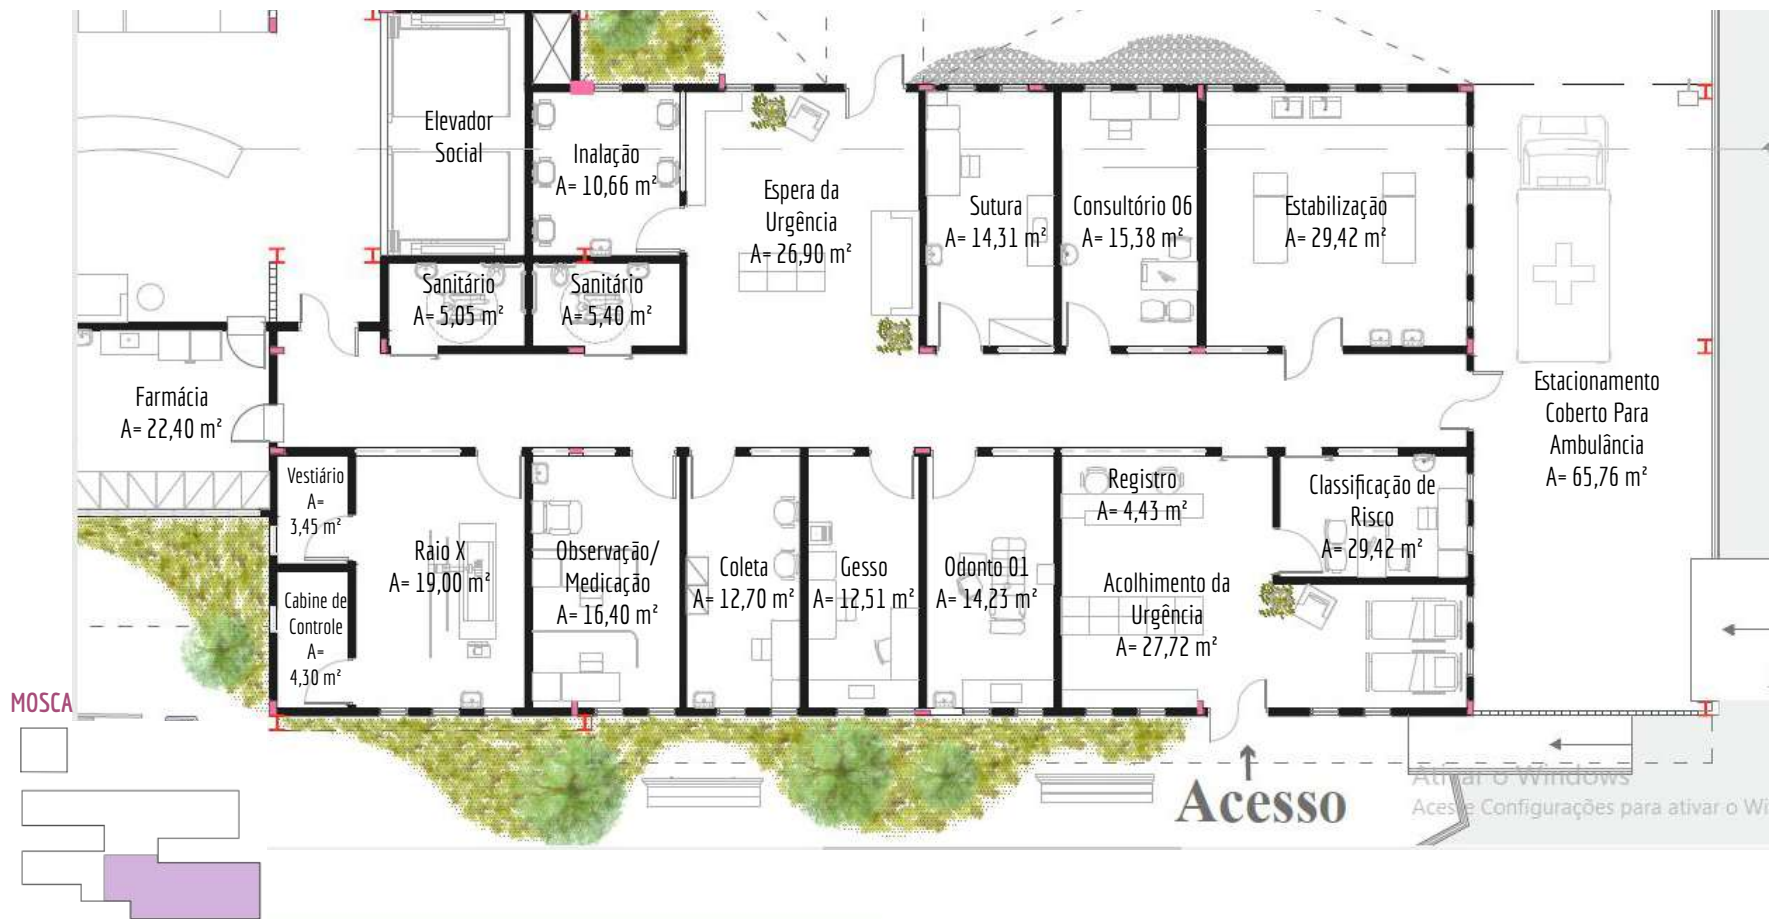 Elevador
Social
Inalação
A= 10,66 m²
Espera da
Urgência
A= 26,90 m²
Sutura
A= 14,31 m²
Consultório 06
A= 15,38 m²
Estabilização
A= 29,42 m²
Sanitário
A= 5,05 m²
Sanitário
A= 5,40 m²
Farmácia
A= 22,40 m²
Estacionamento
Coberto Para
Ambulância
A= 65,76 m²
Vestiário
A=
3,45 m²
Raio X
A= 19,00 m²
Observação/
Medicação
A= 16,40 m²
Coleta
A= 12,70 m²
Gesso
A= 12,51 m²
Odonto 01
A= 14,23 m²
Registro
A= 4,43 m²
Classificação de
Risco
A= 29,42 m²
Acolhimento da
Urgência
A= 27,72 m²
Cabine de
Controle
A=
4,30 m²
MOSCA
Acesso
Ativar o Windows
Acesse Configurações para ativar o Wi